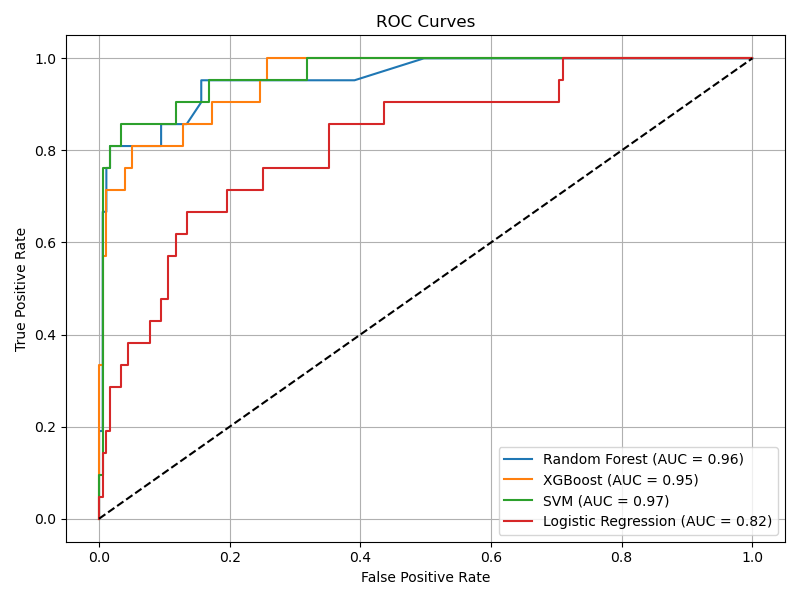 ROC Curves
True Positive Rate
1.0
0.8
0.6
0.4
0.2
0.0
0.0 0.2 0.4 0.6 0.8 1.0
False Positive Rate
Random Forest (AUC = 0.96)
XGBoost (AUC = 0.95)
SVM (AUC = 0.97)
Logistic Regression (AUC = 0.82)